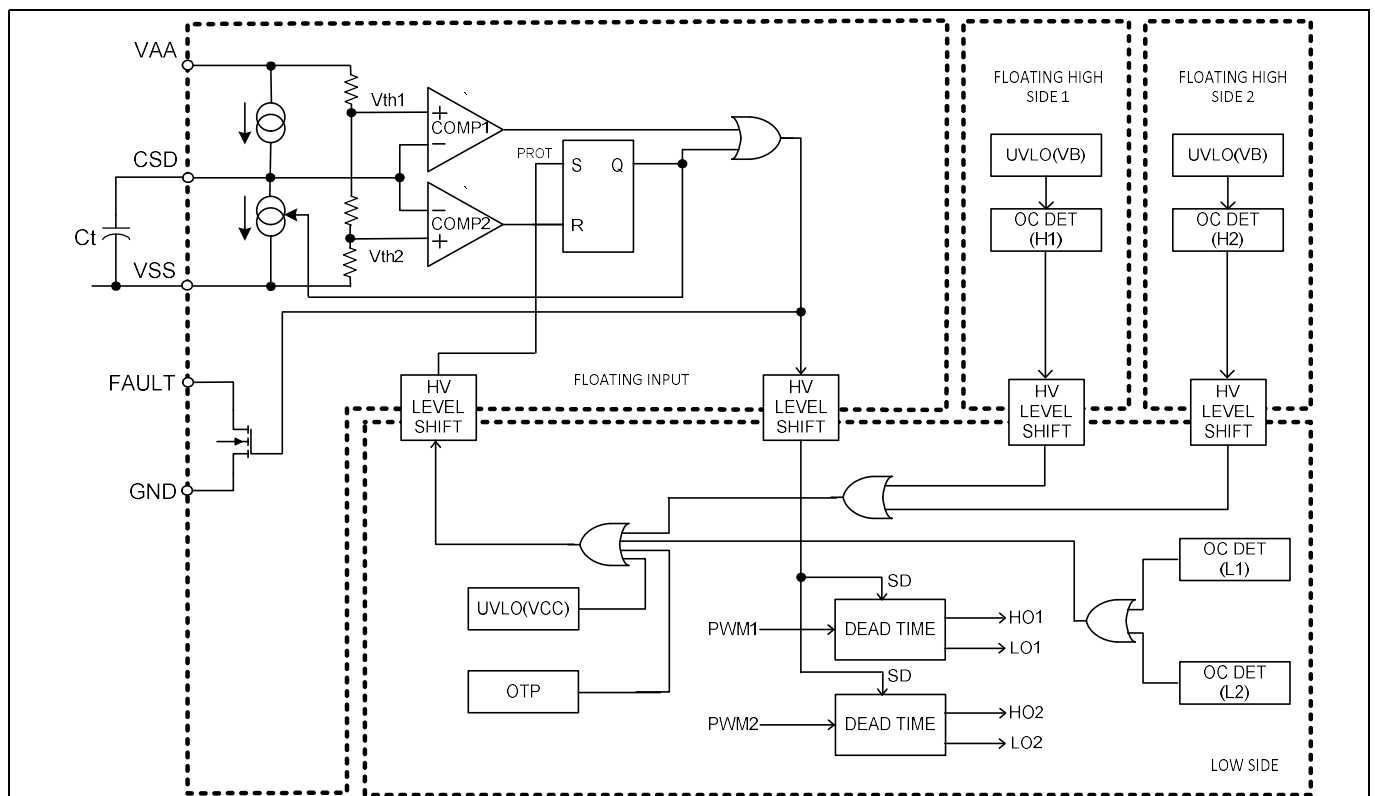 VAA
Vth1
COMP1
CSD
PROT
S
Q
R
COMP2
Ct
Vth2
VSS
FLOATING HIGH
SIDE 1
UVLO(VB)
OC DET
(H1)
FLOATING HIGH
SIDE 2
UVLO(VB)
OC DET
(H2)
FAULT
GND
HV
LEVEL
SHIFT
FLOATING INPUT
HV
LEVEL
SHIFT
HV
LEVEL
SHIFT
HV
LEVEL
SHIFT
UVLO(VCC)
OTP
SD
PWM1
DEAD TIME
HO1
LO1
SD
PWM2
DEAD TIME
HO2
LO2
OC DET
(L1)
OC DET
(L2)
LOW SIDE